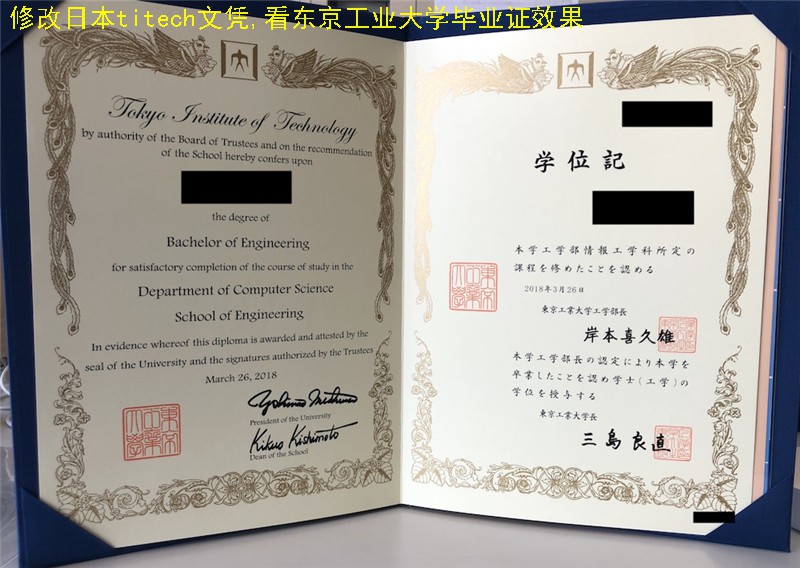 修改日本titech文凭,看东京工业大学毕业证效果
Tokyo Institute of Technology
by authority of the Board of Trustees and on the recommendation
of the School hereby confers upon
the degree of
Bachelor of Engineering
for satisfactory completion of the course of study in the
Department of Computer Science
School of Engineering
In evidence whereof this diploma is awarded and attested by the
seal of the University and the signatures authorized by the Trustees
March 26, 2018
President of the University
Kikuo Kishimoto
Dean of the School
学位記
本学工学部情報工学科所定の
課程を修めたことを認める
2018年3月26日
東京工業大学工学部長
岸本喜久雄
本学工学部長の認定により本学を
卒業したことを認め学士(工学)の
学位を授与する
東京工業大学長
三島良直